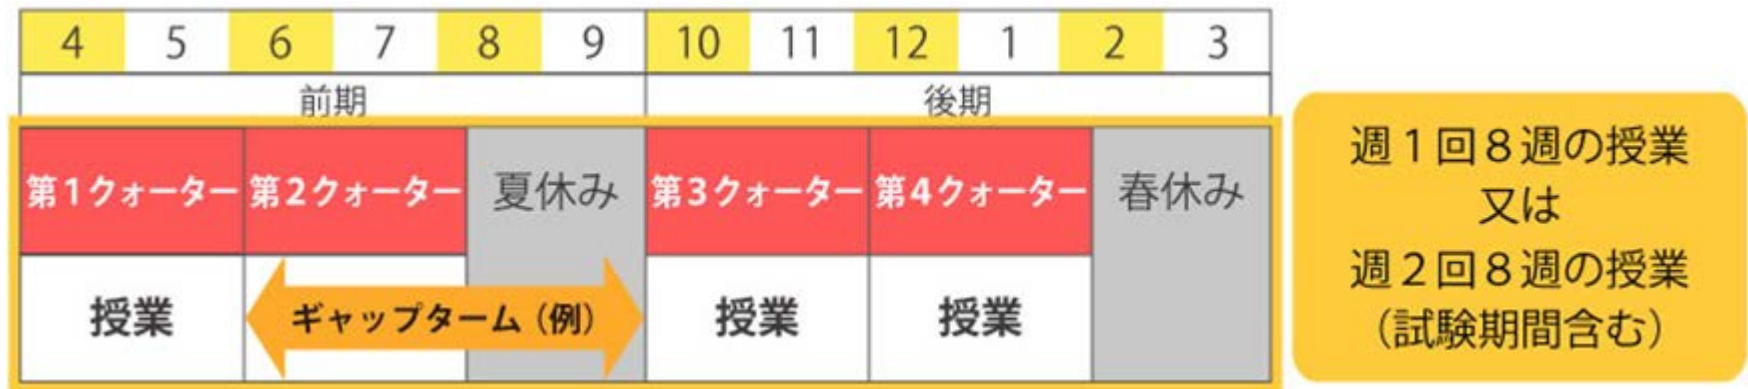 4 5 6 7 8 9 10 11 12 1 2 3
前期 後期
第1クォーター 第2クォーター 夏休み 第3クォーター 第4クォーター 春休み
授業 ギャップターム（例） 授業 授業
週１回８週の授業
又は
週２回８週の授業
（試験期間含む）